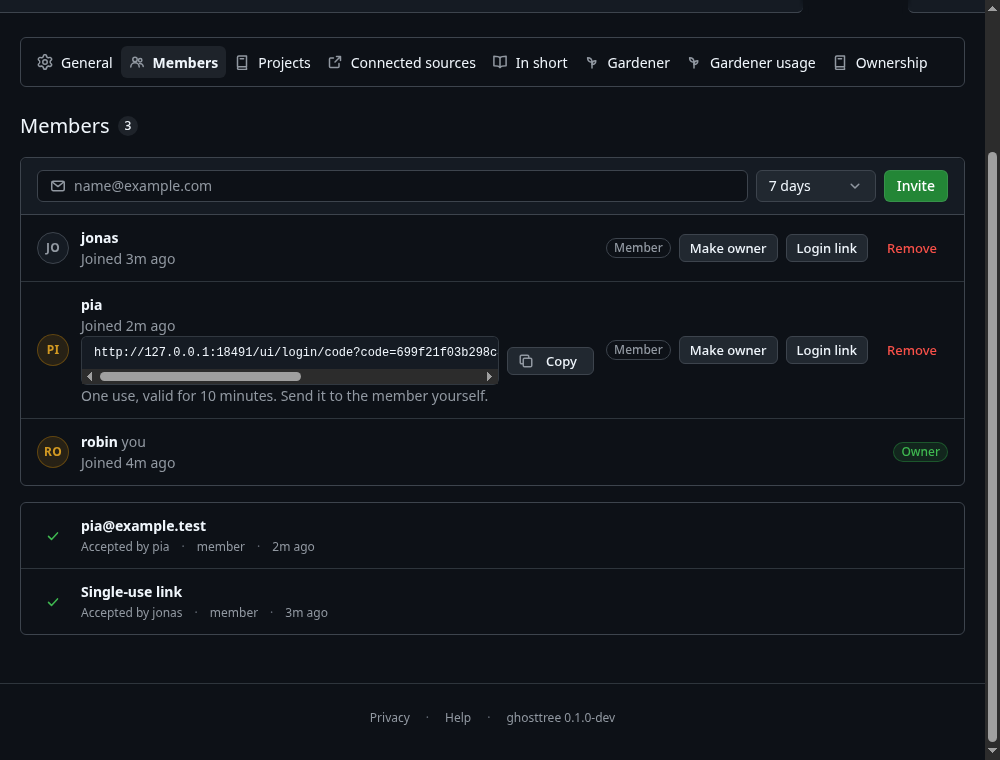 General Members Projects Connected sources In short Gardener Gardener usage Ownership
Members 3
name@example.com 7 days Invite
JO jonas Joined 3m ago Member Make owner Login link Remove
pia
Joined 2m ago
PI http://127.0.0.1:18491/ui/login/code?code=699f21f03b298c Copy Member Make owner Login link Remove
One use, valid for 10 minutes. Send it to the member yourself.
RO robin you Joined 4m ago Owner
pia@example.test
Accepted by pia · member · 2m ago
Single-use link
Accepted by jonas · member · 3m ago
Privacy · Help · ghosttree 0.1.0-dev